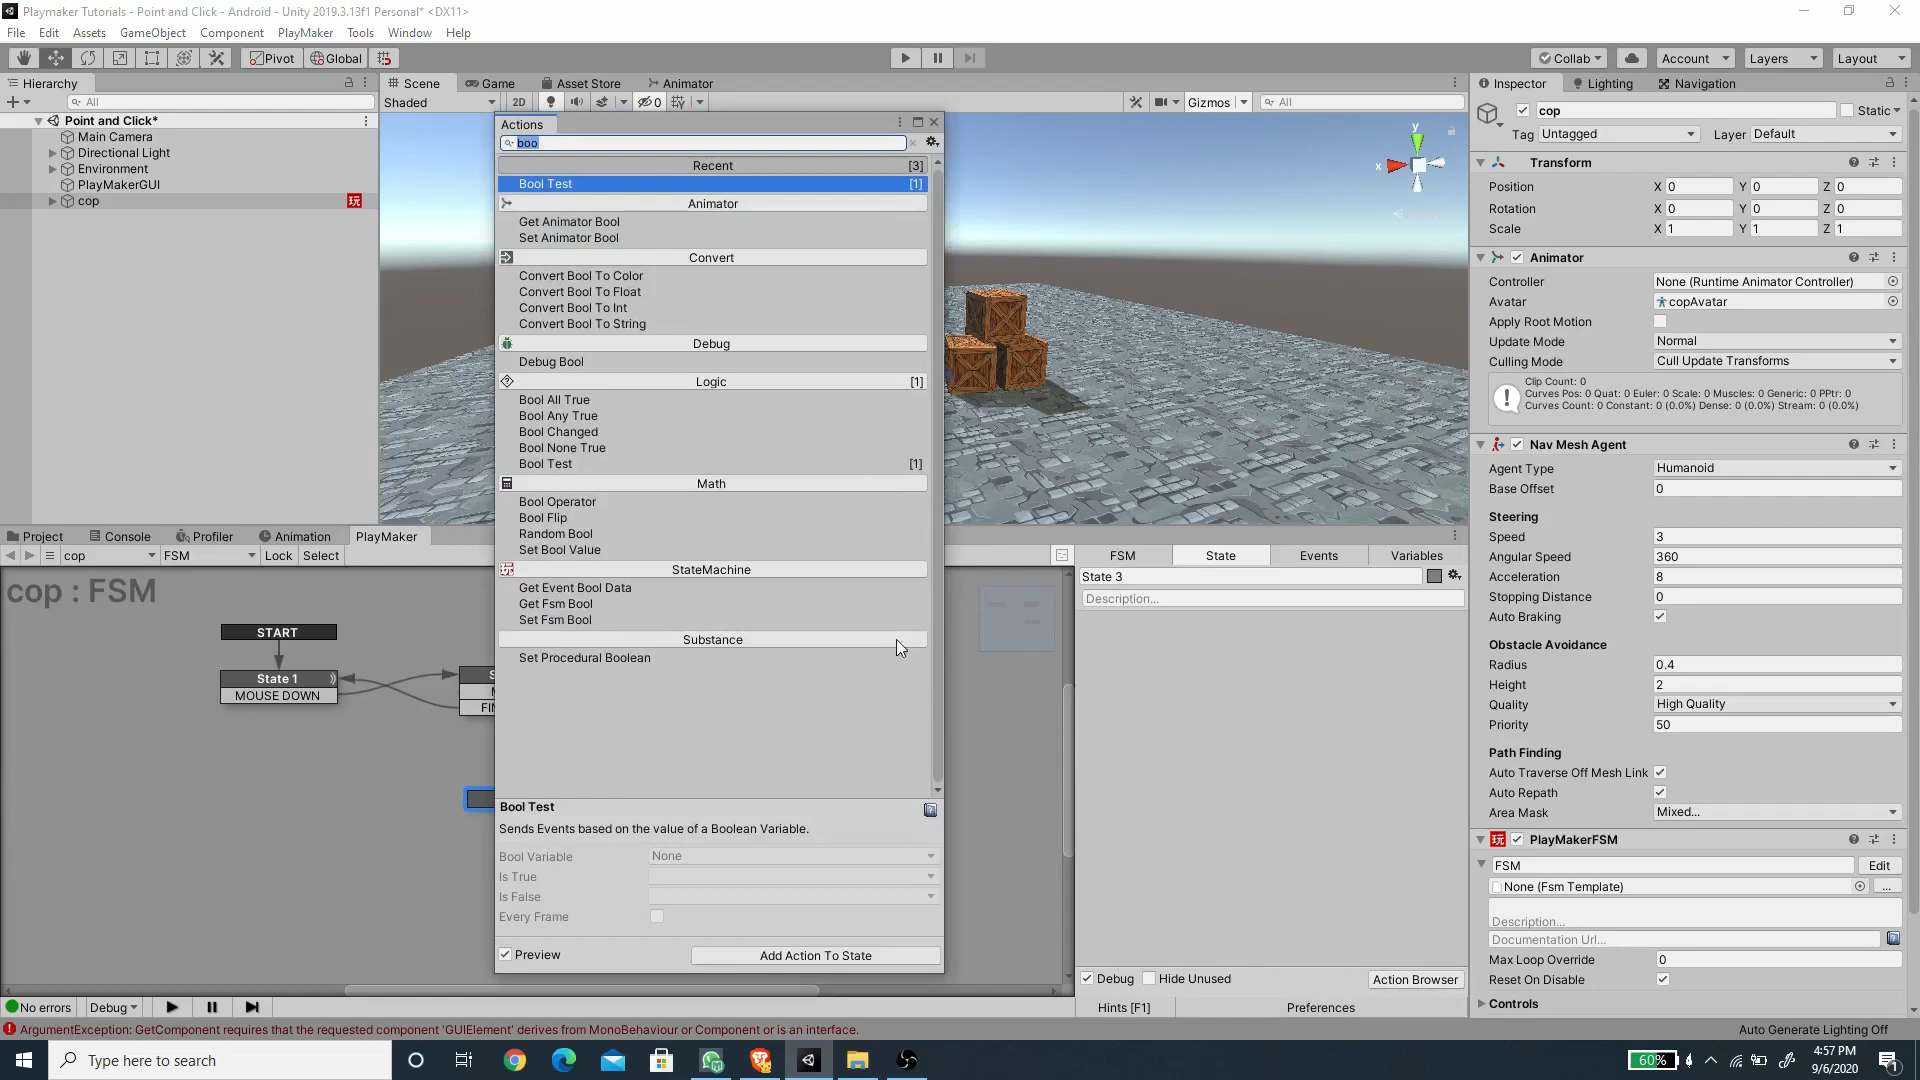 Playmaker Tutorials - Point and Click - Android - Unity 2019.3.13f1 Personal* <DX11>
File Edit Assets GameObject Component PlayMaker Tools Window Help
Pivot Global Collab Account Layers Layout
Hierarchy Scene Game Asset Store Animator Inspector Lighting Navigation
All Shaded 2D 0 Gizmos All
Point and Click*
Main Camera
Directional Light
Environment
PlayMakerGUI
cop
Actions
boo
Recent [3]
Bool Test [1]
Animator
Get Animator Bool
Set Animator Bool
Convert
Convert Bool To Color
Convert Bool To Float
Convert Bool To Int
Convert Bool To String
Debug
Debug Bool
Logic [1]
Bool All True
Bool Any True
Bool Changed
Bool None True
Bool Test [1]
Math
Bool Operator
Bool Flip
Random Bool
Set Bool Value
StateMachine
Get Event Bool Data
Get Fsm Bool
Set Fsm Bool
Substance
Set Procedural Boolean
Bool Test
Sends Events based on the value of a Boolean Variable.
Bool Variable None
Is True
Is False
Every Frame
Preview Add Action To State
y
x
cop Static
Tag Untagged Layer Default
Transform
Position X 0 Y 0 Z 0
Rotation X 0 Y 0 Z 0
Scale X 1 Y 1 Z 1
Animator
Controller None (Runtime Animator Controller)
Avatar copAvatar
Apply Root Motion
Update Mode Normal
Culling Mode Cull Update Transforms
Clip Count: 0
Curves Pos: 0 Quat: 0 Euler: 0 Scale: 0 Muscles: 0 Generic: 0 PPtr: 0
Curves Count: 0 Constant: 0 (0.0%) Dense: 0 (0.0%) Stream: 0 (0.0%)
Nav Mesh Agent
Agent Type Humanoid
Base Offset 0
Steering
Speed 3
Angular Speed 360
Acceleration 8
Stopping Distance 0
Auto Braking
Obstacle Avoidance
Radius 0.4
Height 2
Quality High Quality
Priority 50
Path Finding
Auto Traverse Off Mesh Link
Auto Repath
Area Mask Mixed...
PlayMakerFSM
FSM Edit
None (Fsm Template) ...
Description...
Documentation Url...
Max Loop Override 0
Reset On Disable
Controls
Project Console Profiler Animation PlayMaker
cop FSM Lock Select
cop : FSM
START
State 1
MOUSE DOWN
S
M
FIN
FSM State Events Variables
State 3
Description...
Debug Hide Unused Action Browser
No errors Debug Hints [F1] Preferences
ArgumentException: GetComponent requires that the requested component 'GUIElement' derives from MonoBehaviour or Component or is an interface.
Auto Generate Lighting Off
Type here to search
60%
4:57 PM
9/6/2020
1